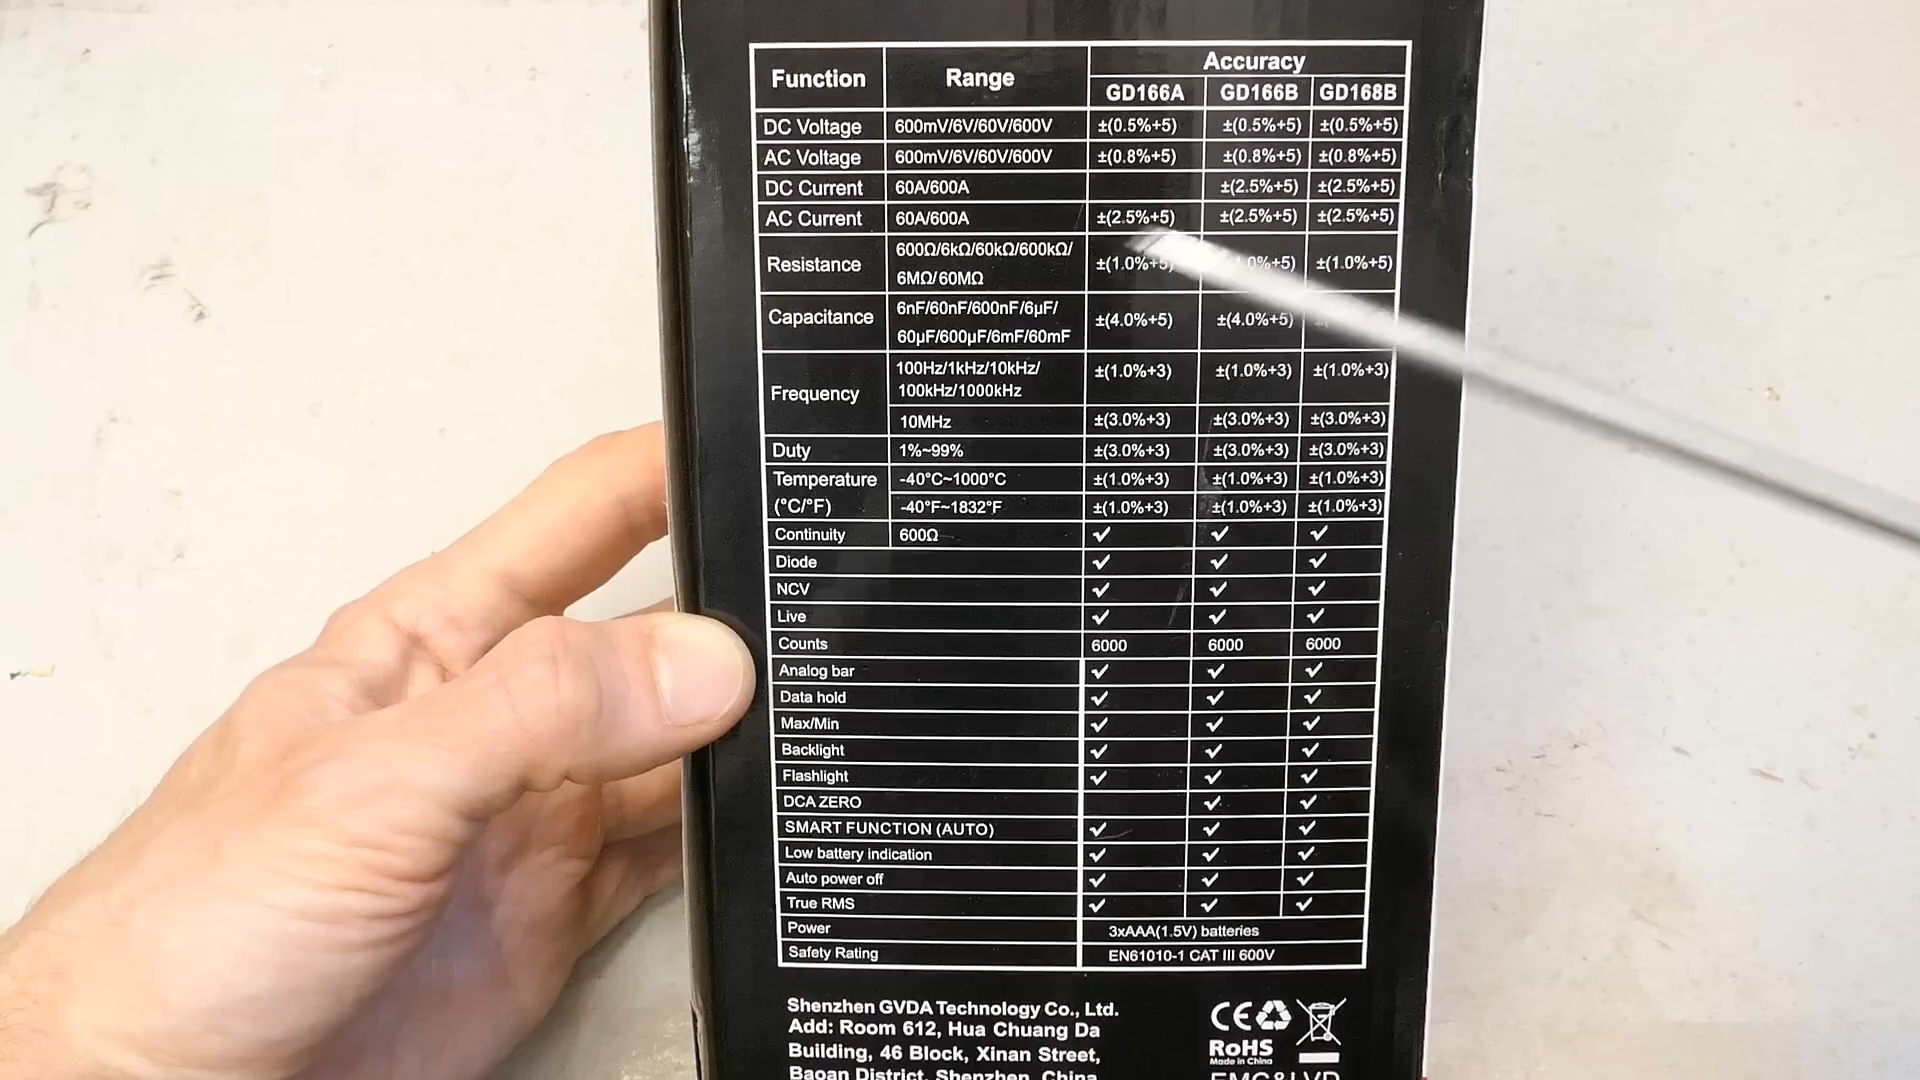 Function Range Accuracy
GD166A GD166B GD168B
DC Voltage 600mV/6V/60V/600V ±(0.5%+5) ±(0.5%+5) ±(0.5%+5)
AC Voltage 600mV/6V/60V/600V ±(0.8%+5) ±(0.8%+5) ±(0.8%+5)
DC Current 60A/600A ±(2.5%+5) ±(2.5%+5)
AC Current 60A/600A ±(2.5%+5) ±(2.5%+5) ±(2.5%+5)
Resistance 600Ω/6kΩ/60kΩ/600kΩ/
6MΩ/60MΩ ±(1.0%+5) ±(1.0%+5)
Capacitance 6nF/60nF/600nF/6μF/
60μF/600μF/6mF/60mF ±(4.0%+5) ±(4.0%+5)
Frequency 100Hz/1kHz/10kHz/
100kHz/1000kHz ±(1.0%+3) ±(1.0%+3) ±(1.0%+3)
10MHz ±(3.0%+3) ±(3.0%+3) ±(3.0%+3)
Duty 1%~99% ±(3.0%+3) ±(3.0%+3) ±(3.0%+3)
Temperature -40°C~1000°C ±(1.0%+3) ±(1.0%+3) ±(1.0%+3)
(°C/°F) -40°F~1832°F ±(1.0%+3) ±(1.0%+3) ±(1.0%+3)
Continuity 600Ω ✓ ✓ ✓
Diode ✓ ✓ ✓
NCV ✓ ✓ ✓
Live ✓ ✓ ✓
Counts 6000 6000 6000
Analog bar ✓ ✓ ✓
Data hold ✓ ✓ ✓
Max/Min ✓ ✓ ✓
Backlight ✓ ✓ ✓
Flashlight ✓ ✓ ✓
DCA ZERO ✓ ✓
SMART FUNCTION (AUTO) ✓ ✓ ✓
Low battery indication ✓ ✓ ✓
Auto power off ✓ ✓ ✓
True RMS ✓ ✓ ✓
Power 3xAAA(1.5V) batteries
Safety Rating EN61010-1 CAT III 600V
Shenzhen GVDA Technology Co., Ltd.
Add: Room 612, Hua Chuang Da
Building, 46 Block, Xinan Street,
Baoan District, Shenzhen, China
CE
RoHS
Made in China
EMC&LVD